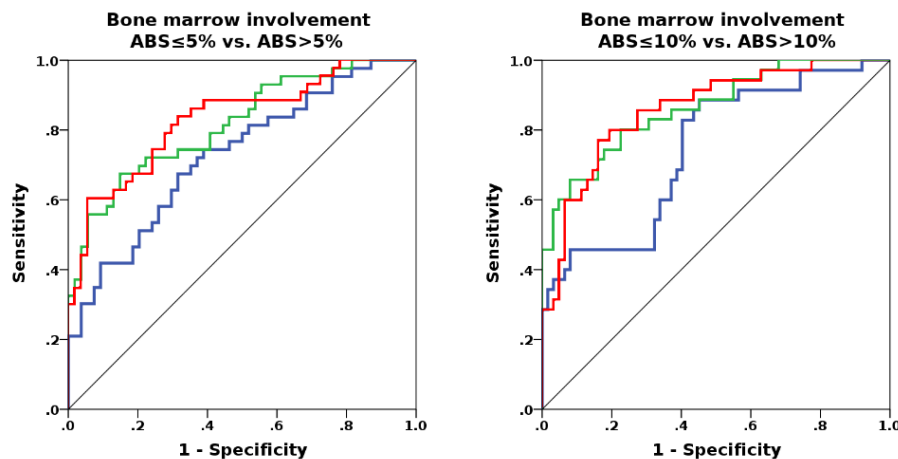 Bone marrow involvement
ABS≤5% vs. ABS>5%
1.0
.8
.6
.4
.2
.0
Sensitivity
.0 .2 .4 .6 .8 1.0
1 - Specificity
Bone marrow involvement
ABS≤10% vs. ABS>10%
1.0
.8
.6
.4
.2
.0
Sensitivity
.0 .2 .4 .6 .8 1.0
1 - Specificity